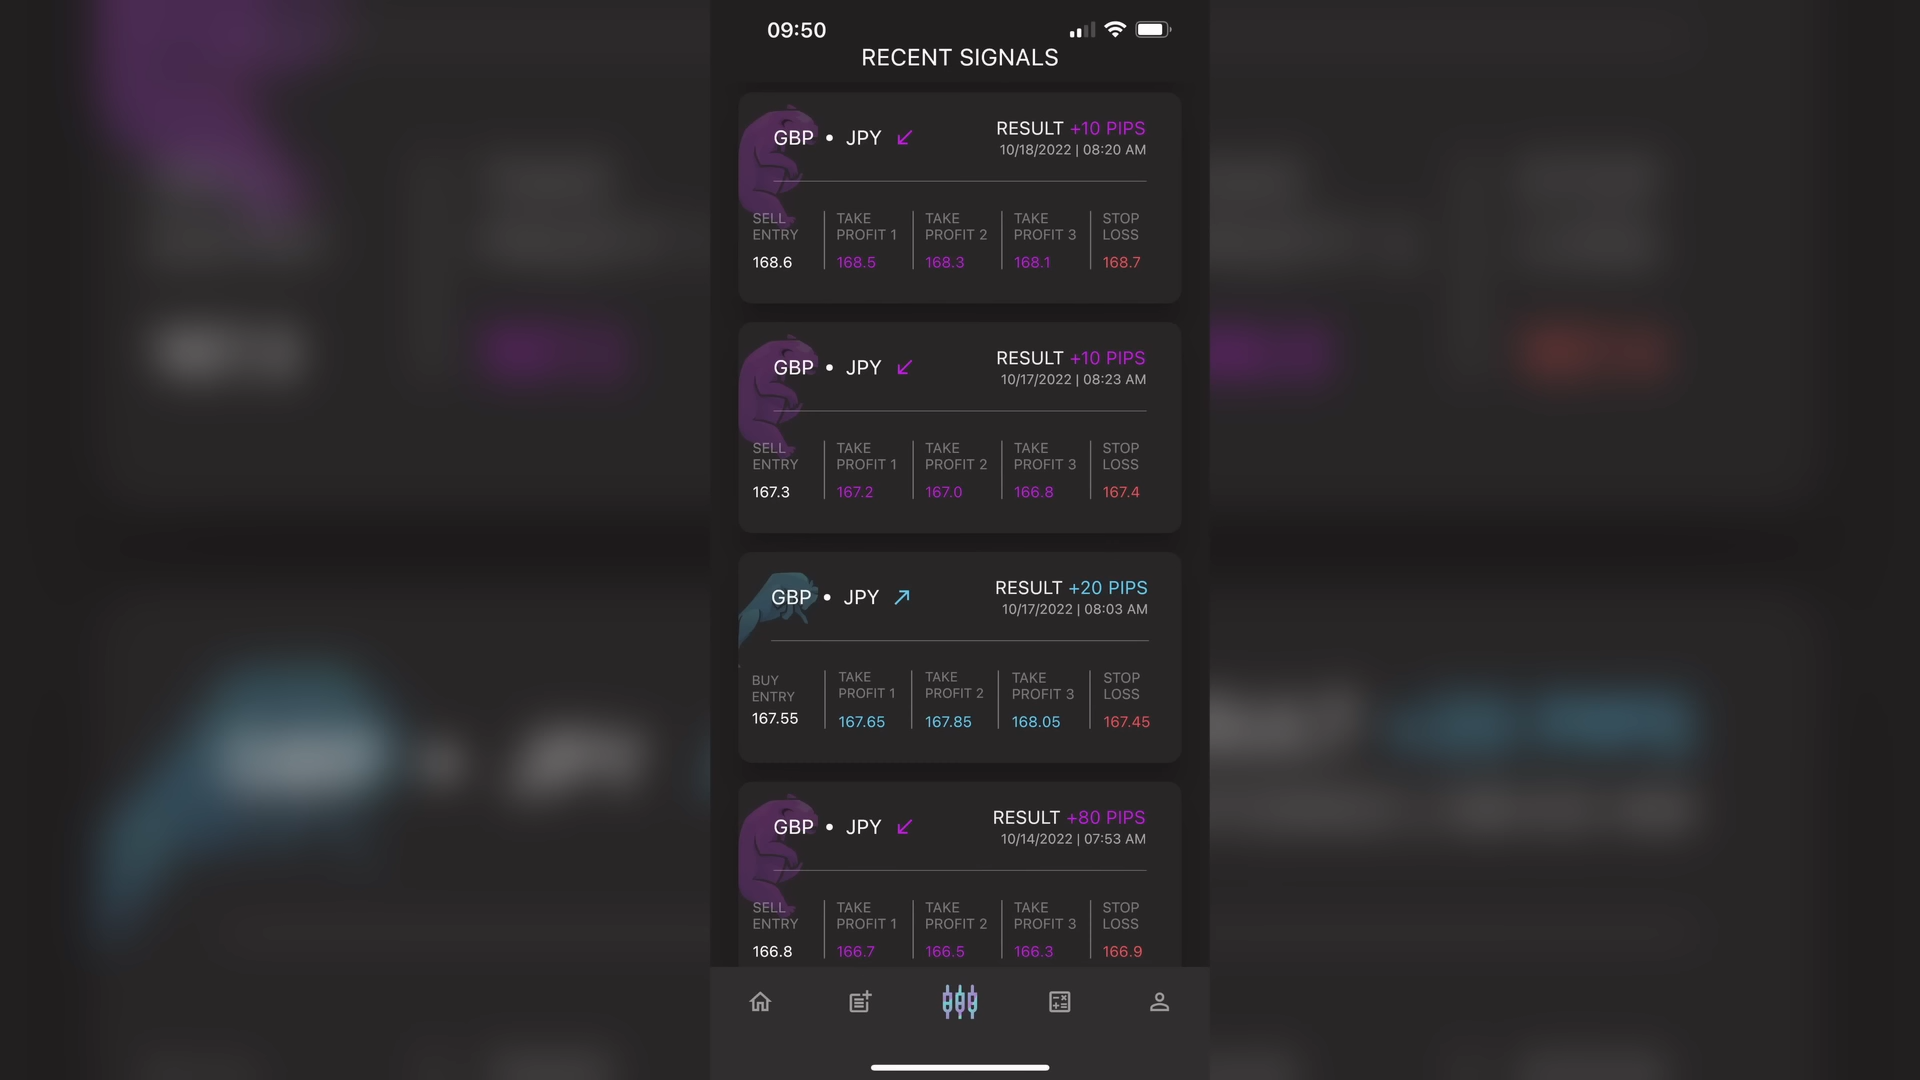 09:50
RECENT SIGNALS
GBP • JPY
RESULT +10 PIPS
10/18/2022 | 08:20 AM
SELL ENTRY
TAKE PROFIT 1
TAKE PROFIT 2
TAKE PROFIT 3
STOP LOSS
168.6 168.5 168.3 168.1 168.7
GBP • JPY
RESULT +10 PIPS
10/17/2022 | 08:23 AM
SELL ENTRY
TAKE PROFIT 1
TAKE PROFIT 2
TAKE PROFIT 3
STOP LOSS
167.3 167.2 167.0 166.8 167.4
GBP • JPY
RESULT +20 PIPS
10/17/2022 | 08:03 AM
BUY ENTRY
TAKE PROFIT 1
TAKE PROFIT 2
TAKE PROFIT 3
STOP LOSS
167.55 167.65 167.85 168.05 167.45
GBP • JPY
RESULT +80 PIPS
10/14/2022 | 07:53 AM
SELL ENTRY
TAKE PROFIT 1
TAKE PROFIT 2
TAKE PROFIT 3
STOP LOSS
166.8 166.7 166.5 166.3 166.9